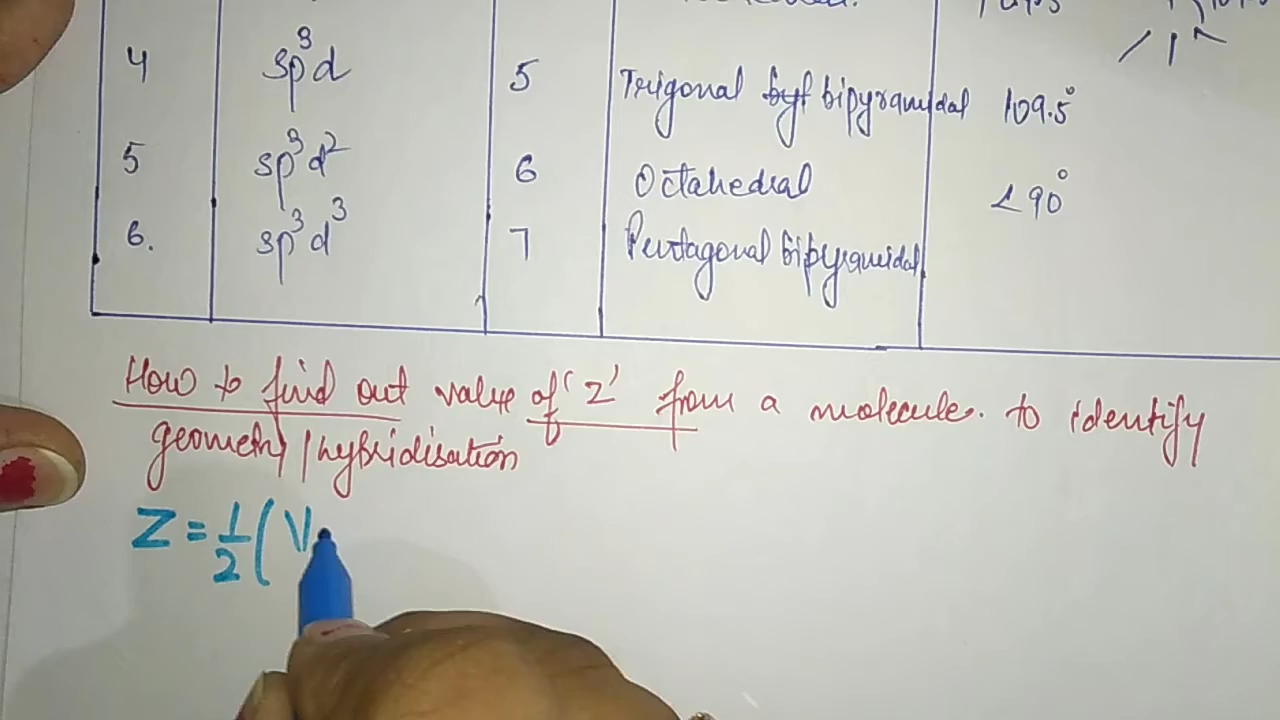 4 sp³d 5 Trigonal byt bipyramidal 109.5°
5 sp³d² 6 Octahedral <90°
6. sp³d³ 7 Pentagonal bipyramidal
How to find out value of 'Z' from a molecule. to identify
geometry/hybridisation
Z = 1/2 ( V